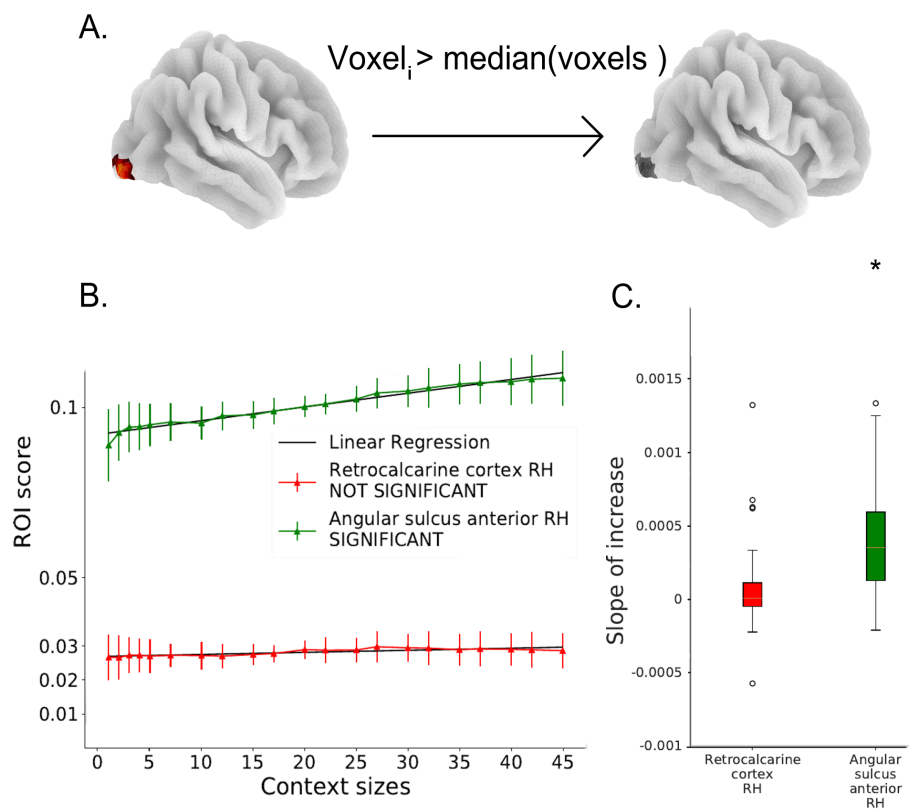 A.
Voxeli > median(voxels )
B.
ROI score
0.1
0.05
0.03
0.02
0.01
Linear Regression
Retrocalcarine cortex RH
NOT SIGNIFICANT
Angular sulcus anterior RH
SIGNIFICANT
0 5 10 15 20 25 30 35 40 45
Context sizes
C.
*
Slope of increase
0.0015
0.001
0.0005
0
-0.0005
-0.001
Retrocalcarine
cortex
RH
Angular
sulcus
anterior
RH